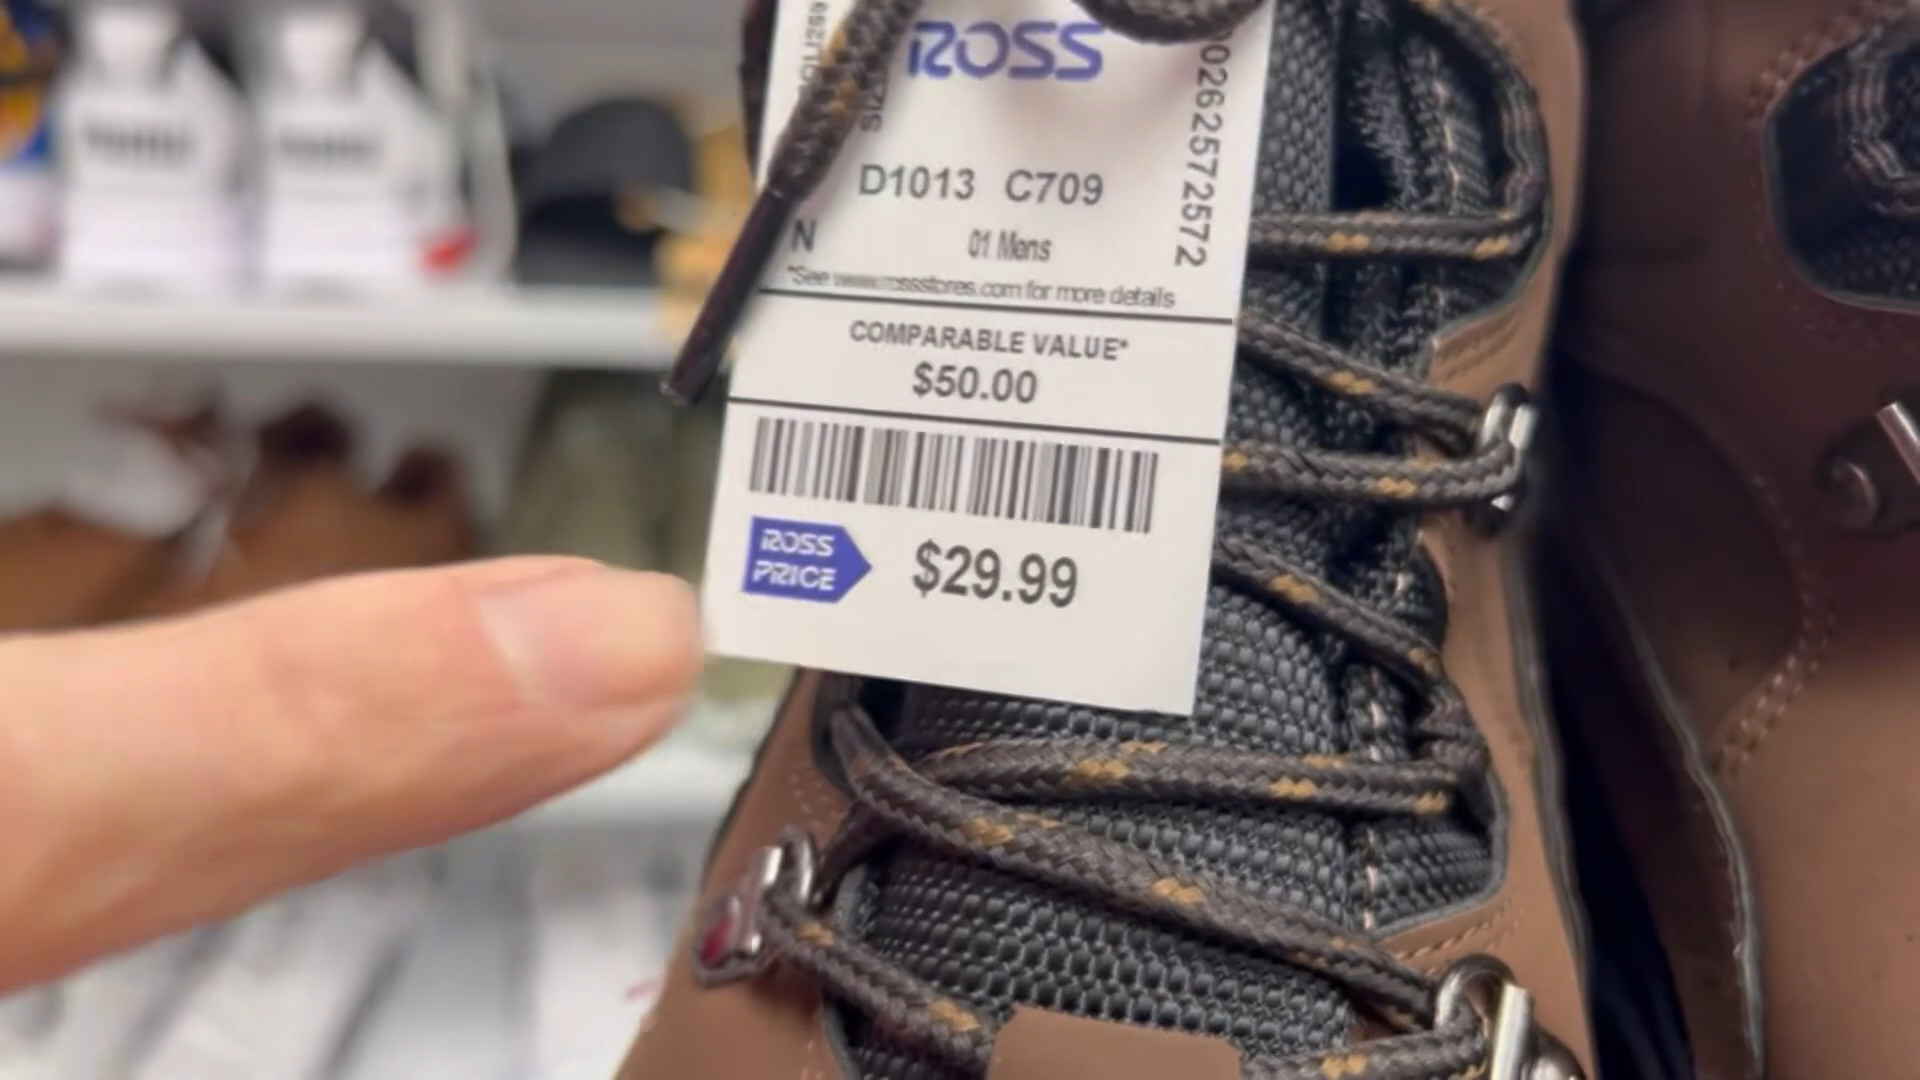 ROSS
D1013 C709
N 01 Mens
*See www.rossstores.com for more details
COMPARABLE VALUE*
$50.00
ROSS
PRICE
$29.99
0026262572572